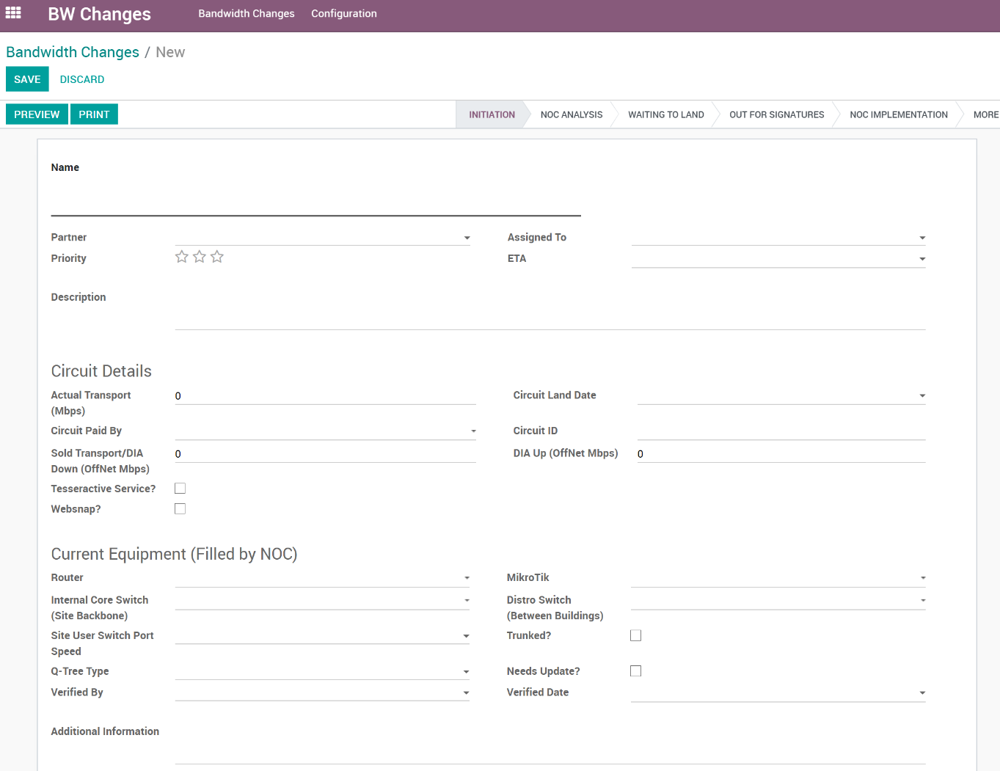 BW Changes Bandwidth Changes Configuration
Bandwidth Changes / New
SAVE DISCARD
PREVIEW PRINT INITIATION NOC ANALYSIS WAITING TO LAND OUT FOR SIGNATURES NOC IMPLEMENTATION MORE
Name
Partner Assigned To
Priority ETA
Description
Circuit Details
Actual Transport (Mbps) 0 Circuit Land Date
Circuit Paid By Circuit ID
Sold Transport/DIA Down (OffNet Mbps) 0 DIA Up (OffNet Mbps) 0
Tesseractive Service?
Websnap?
Current Equipment (Filled by NOC)
Router MikroTik
Internal Core Switch (Site Backbone) Distro Switch (Between Buildings)
Site User Switch Port Speed Trunked?
Q-Tree Type Needs Update?
Verified By Verified Date
Additional Information